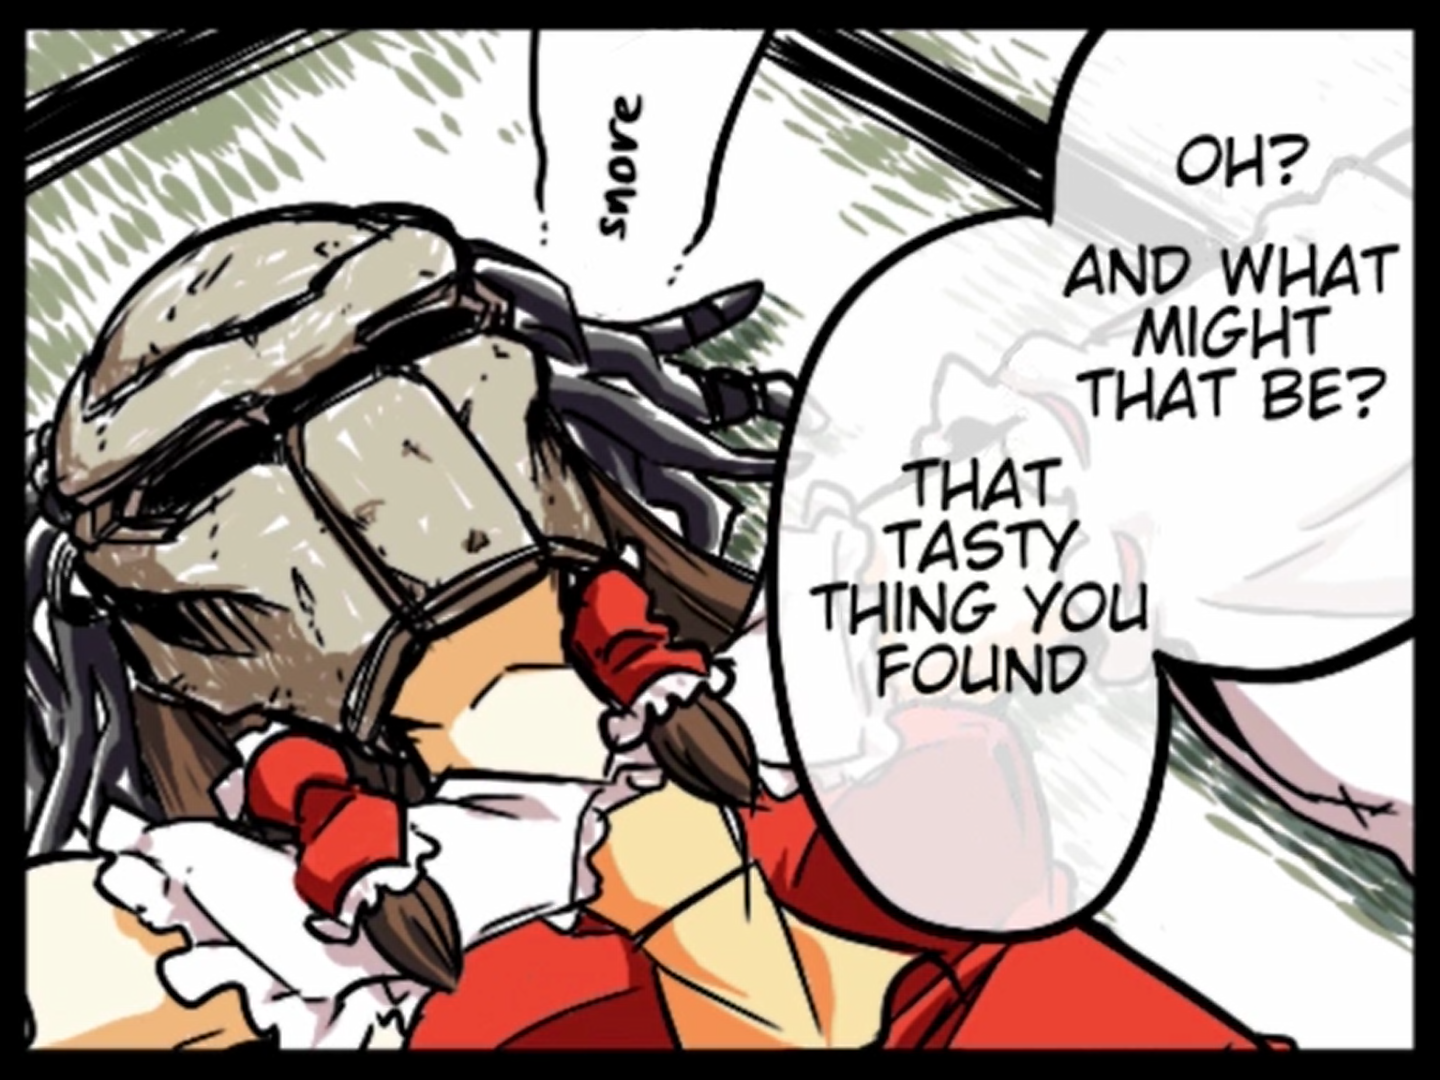 snore
OH?
AND WHAT
MIGHT
THAT BE?
THAT
TASTY
THING YOU
FOUND